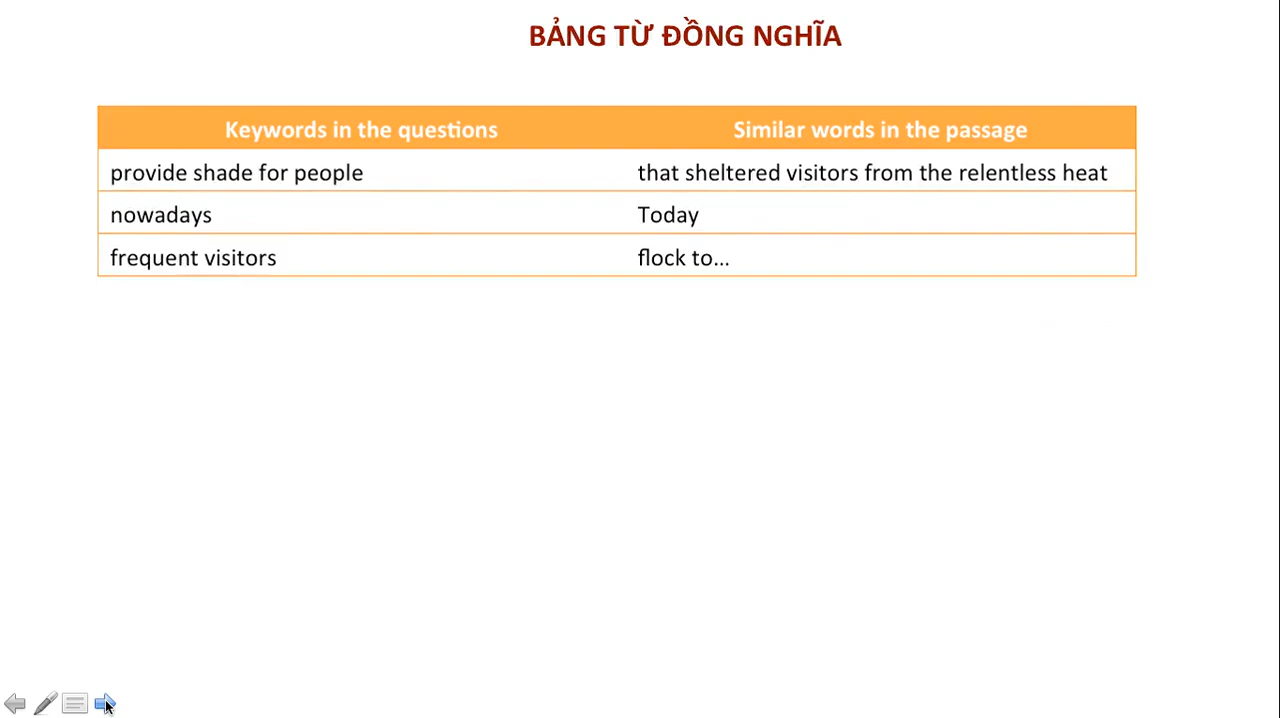 BẢNG TỪ ĐỒNG NGHĨA
Keywords in the questions Similar words in the passage
provide shade for people that sheltered visitors from the relentless heat
nowadays Today
frequent visitors flock to...